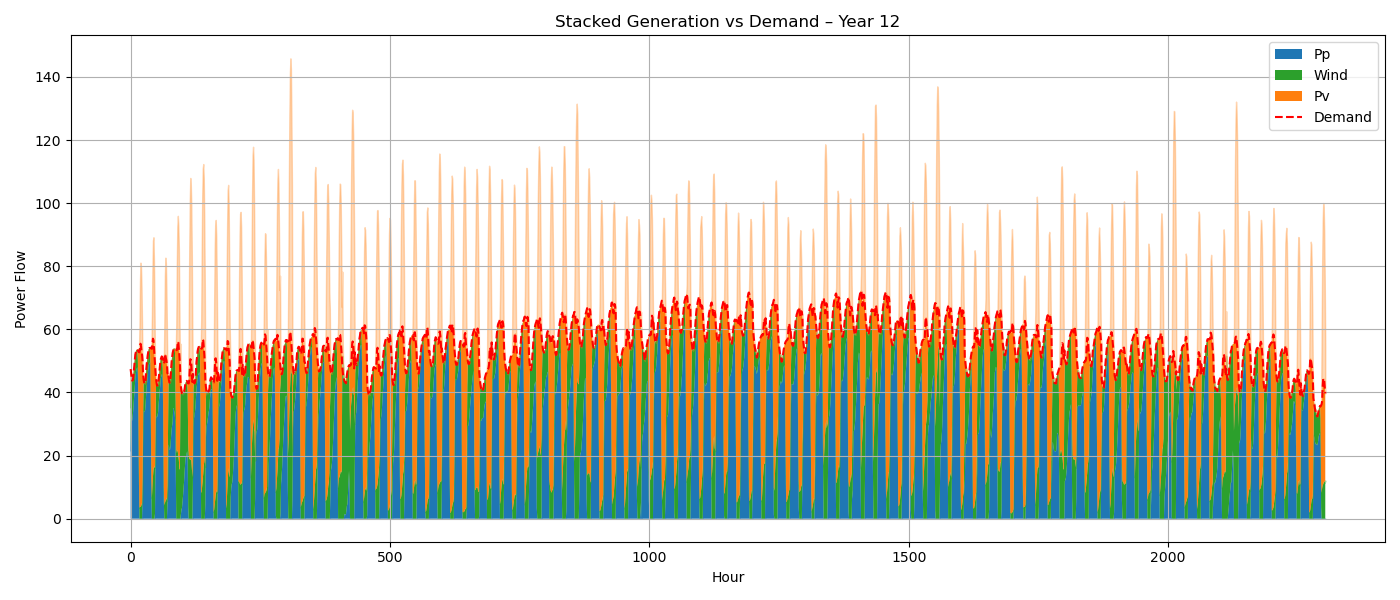 Stacked Generation vs Demand – Year 12
Power Flow
140
120
100
80
60
40
20
0
0 500 1000 1500 2000
Hour
Pp
Wind
Pv
Demand